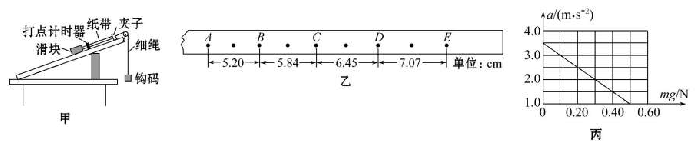 打点计时器 纸带 夹子
滑块
细绳
钩码
甲
A B C D E
5.20 5.84 6.45 7.07 单位：cm
乙
a/(m·s⁻²)
4.0
3.0
2.0
1.0
0 0.20 0.40 0.60
mg/N
丙